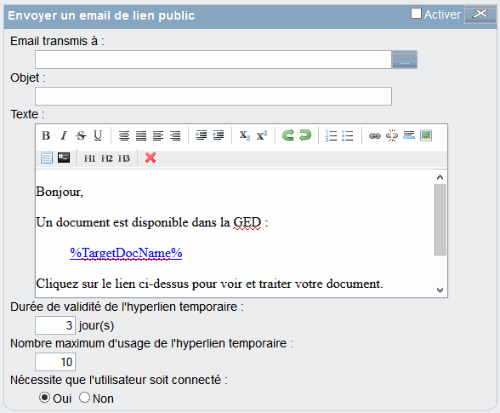 Envoyer un email de lien public Activer
Email transmis à :
...
Objet :
Texte :
B I S U X₂ X²
H1 H2 H3
Bonjour,
Un document est disponible dans la GED :
%TargetDocName%
Cliquez sur le lien ci-dessus pour voir et traiter votre document.
Durée de validité de l'hyperlien temporaire :
3 jour(s)
Nombre maximum d'usage de l'hyperlien temporaire :
10
Nécessite que l'utilisateur soit connecté :
Oui Non